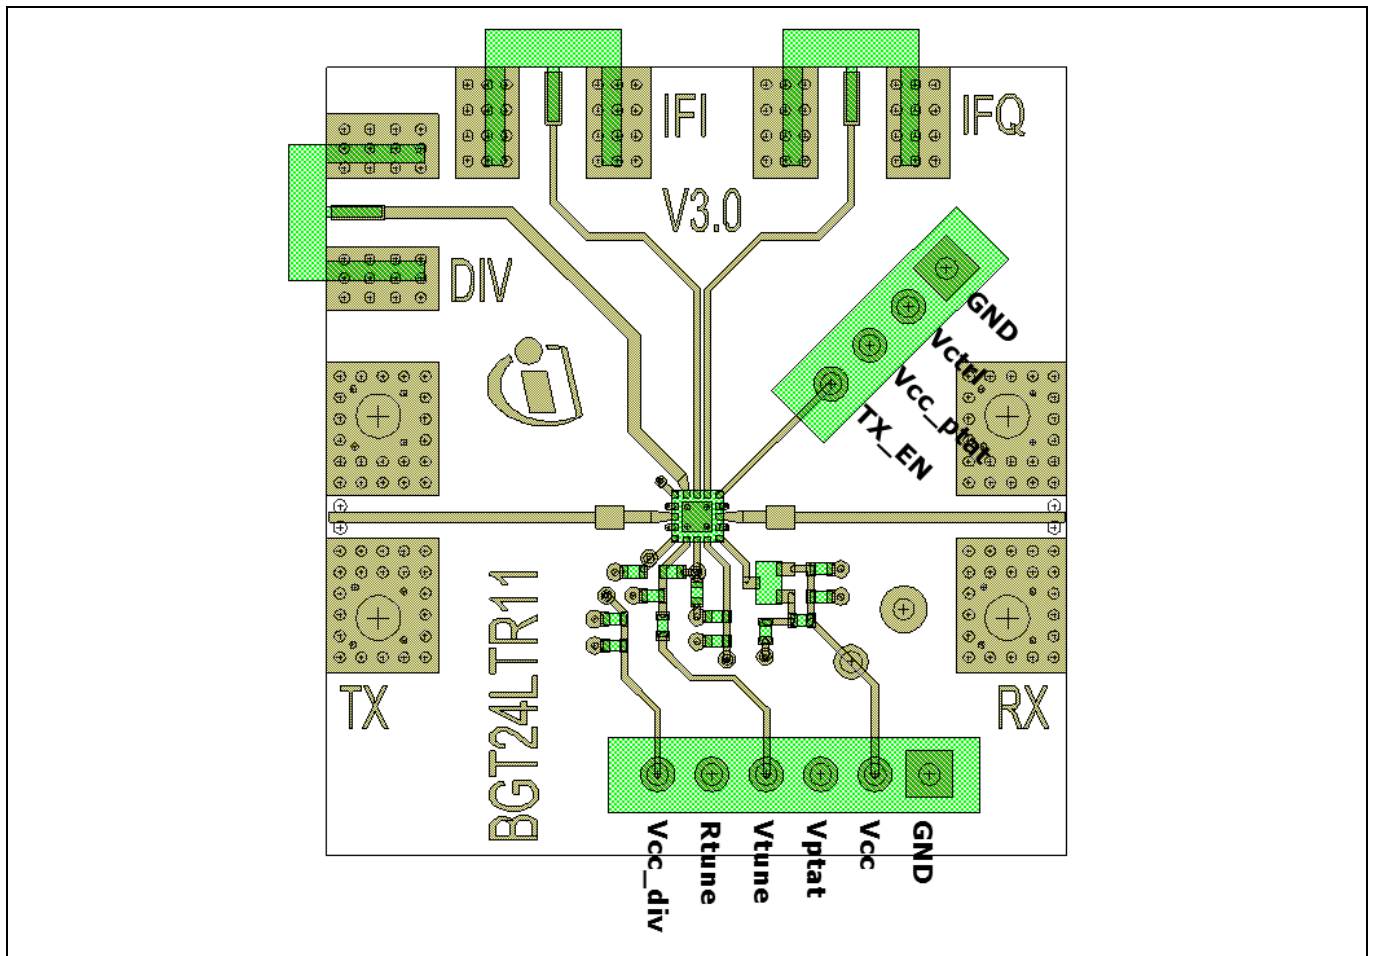 IFI
IFQ
V3.0
DIV
GND
Vctrl
Vcc_ptat
TX_EN
BGT24LTR11
TX
RX
Vcc_div
Rtune
Vtune
Vptat
Vcc
GND